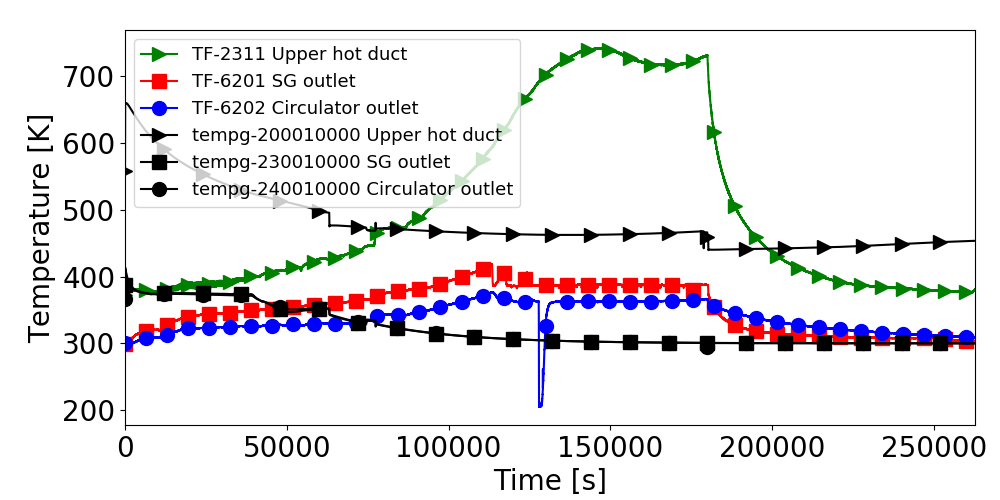 TF-2311 Upper hot duct
TF-6201 SG outlet
TF-6202 Circulator outlet
tempg-200010000 Upper hot duct
tempg-230010000 SG outlet
tempg-240010000 Circulator outlet
Temperature [K]
700
600
500
400
300
200
0 50000 100000 150000 200000 250000
Time [s]